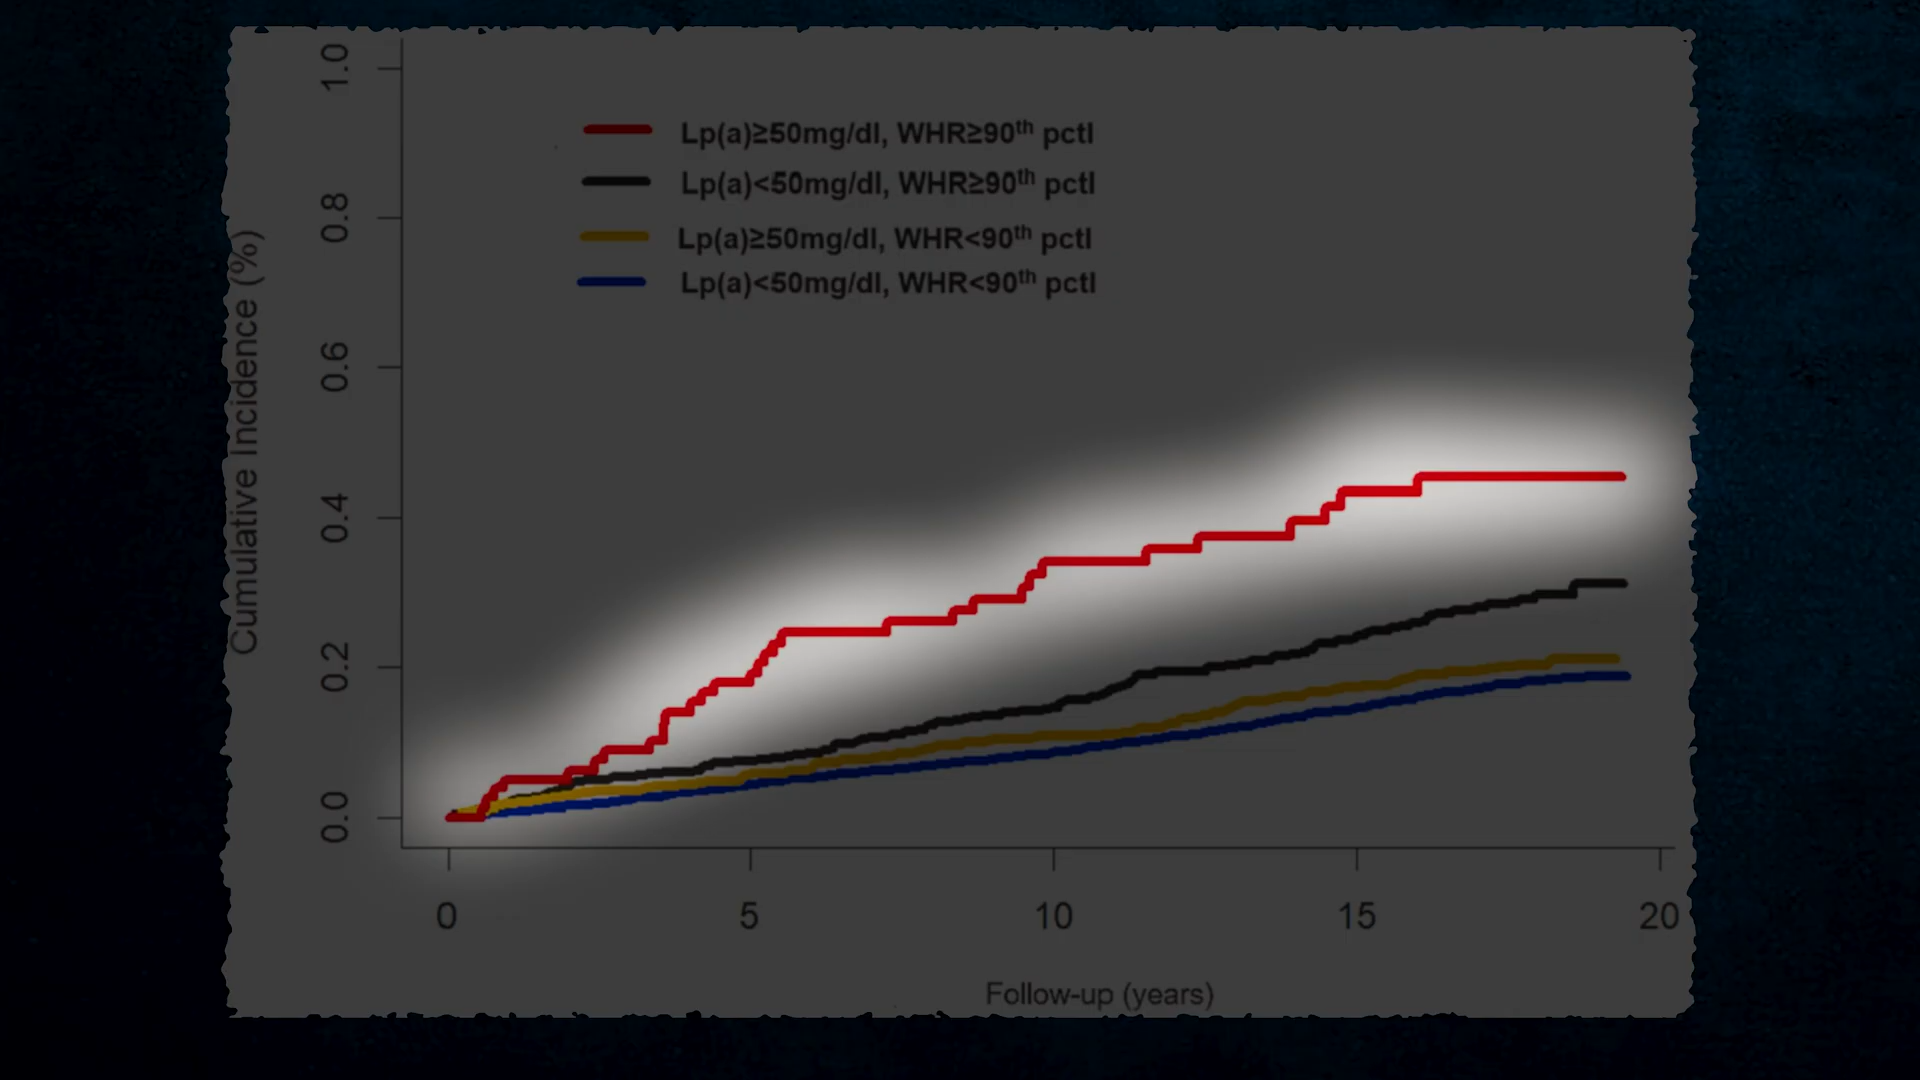 Lp(a)≥50mg/dl, WHR≥90th pctl
Lp(a)<50mg/dl, WHR≥90th pctl
Lp(a)≥50mg/dl, WHR<90th pctl
Lp(a)<50mg/dl, WHR<90th pctl
Cumulative Incidence (%)
1.0
0.8
0.6
0.4
0.2
0.0
0 5 10 15 20
Follow-up (years)